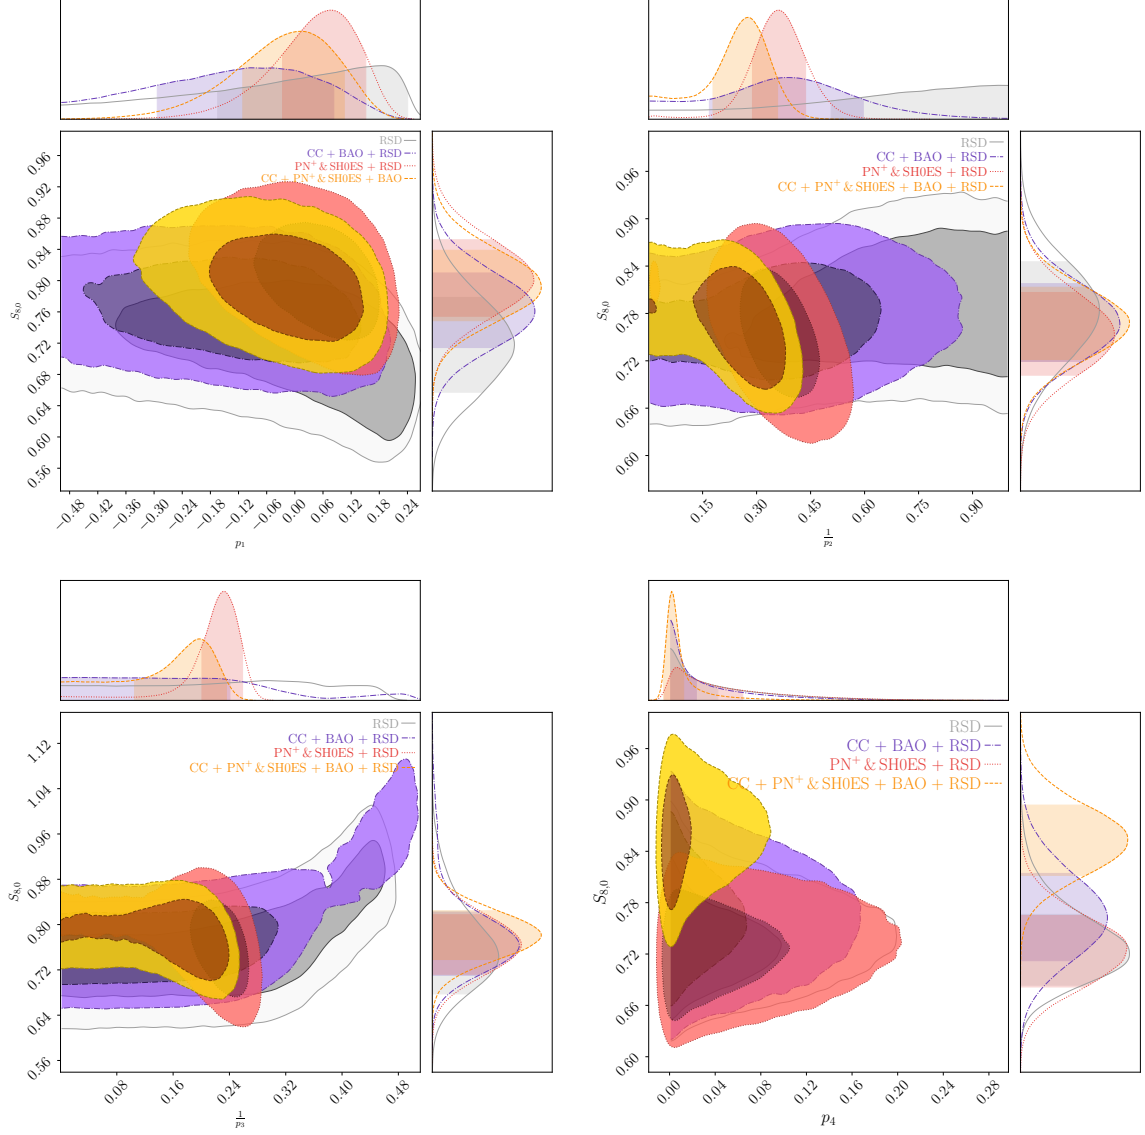 RSD
CC + BAO + RSD
PN⁺ & SH0ES + RSD
CC + PN⁺ & SH0ES + BAO
0.96
0.92
0.88
0.84
0.80
0.76
0.72
0.68
0.64
0.60
0.56
S₈,₀
−0.48 −0.42 −0.36 −0.30 −0.24 −0.18 −0.12 −0.06 0.00 0.06 0.12 0.18 0.24
p₁
RSD
CC + BAO + RSD
PN⁺ & SH0ES + RSD
CC + PN⁺ & SH0ES + BAO + RSD
0.96
0.90
0.84
0.78
0.72
0.66
0.60
S₈,₀
0.15 0.30 0.45 0.60 0.75 0.90
1/p₂
RSD
CC + BAO + RSD
PN⁺ & SH0ES + RSD
CC + PN⁺ & SH0ES + BAO + RSD
1.12
1.04
0.96
0.88
0.80
0.72
0.64
0.56
S₈,₀
0.08 0.16 0.24 0.32 0.40 0.48
1/p₃
RSD
CC + BAO + RSD
PN⁺ & SH0ES + RSD
CC + PN⁺ & SH0ES + BAO + RSD
0.96
0.90
0.84
0.78
0.72
0.66
0.60
S₈,₀
0.00 0.04 0.08 0.12 0.16 0.20 0.24 0.28
p₄